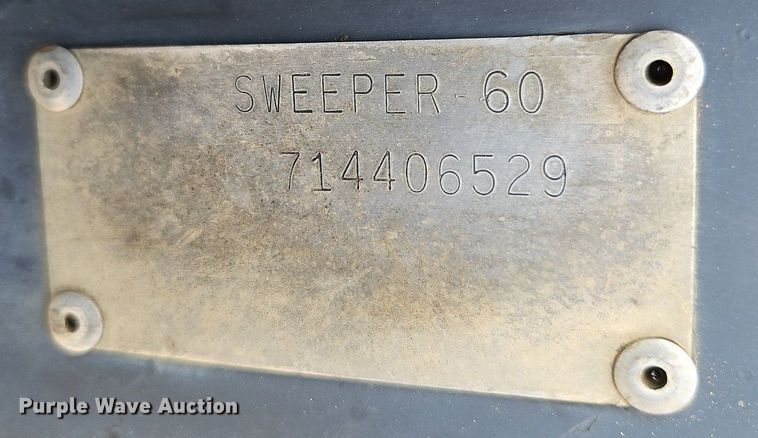 SWEEPER-60
714406529
Purple Wave Auction